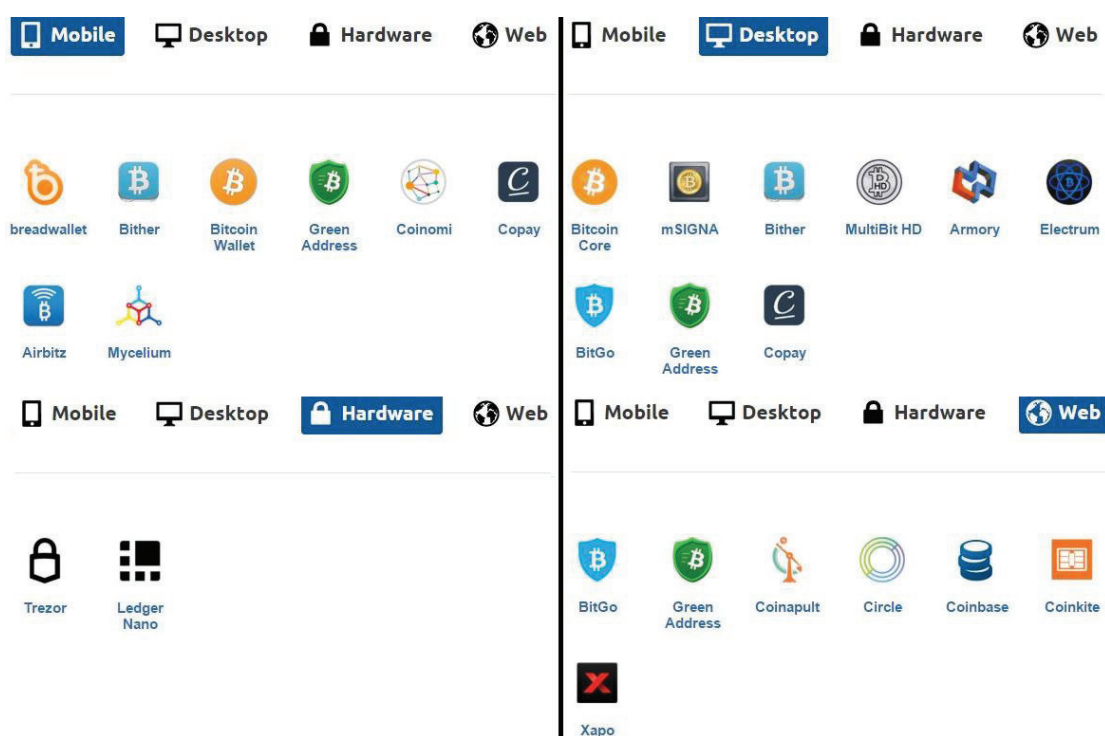 Mobile Desktop Hardware Web
breadwallet Bither Bitcoin Wallet Green Address Coinomi Copay
Airbitz Mycelium
Mobile Desktop Hardware Web
Bitcoin Core mSIGNA Bither MultiBit HD Armory Electrum
BitGo Green Address Copay
Mobile Desktop Hardware Web
Trezor Ledger Nano
Mobile Desktop Hardware Web
BitGo Green Address Coinapult Circle Coinbase Coinkite
Xapo